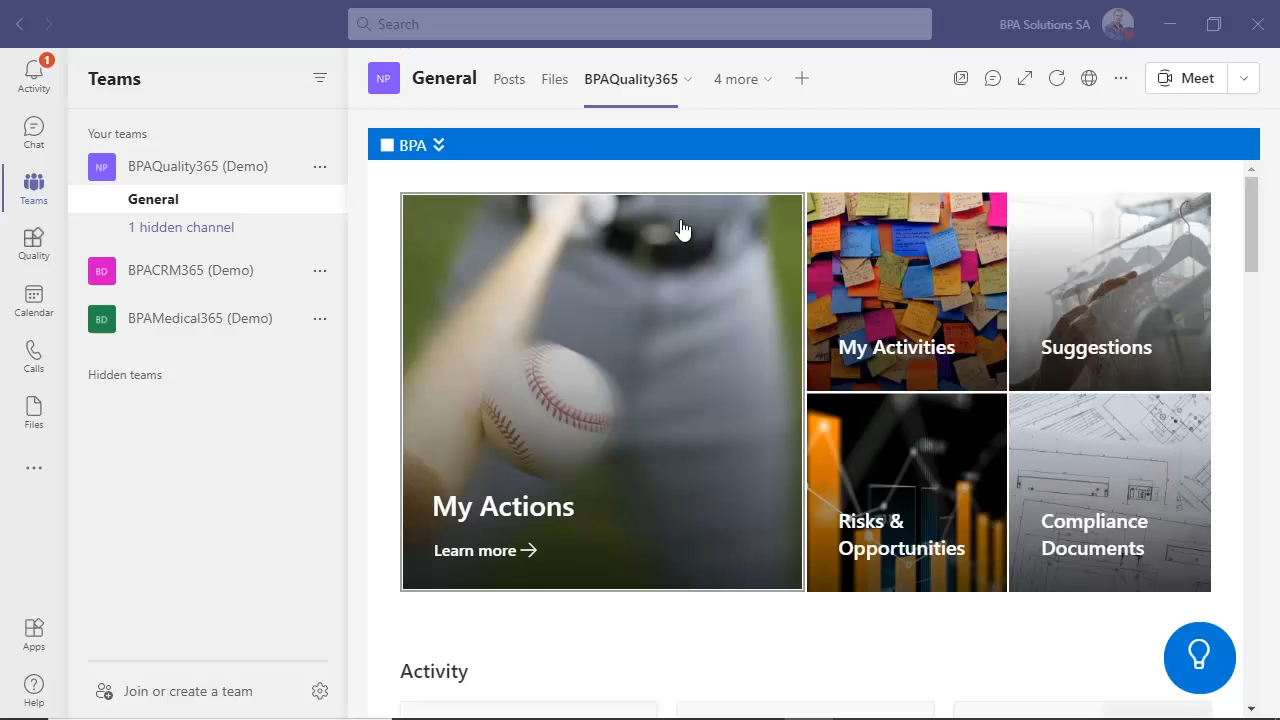 Search
BPA Solutions SA
1
Activity
Chat
Teams
Quality
Calendar
Calls
Files
Apps
Help
Teams
Your teams
NP BPAQuality365 (Demo)
General
1 hidden channel
BD BPACRM365 (Demo)
BD BPAMedical365 (Demo)
Hidden teams
Join or create a team
NP General Posts Files BPAQuality365 4 more
Meet
BPA
My Actions
Learn more
My Activities
Suggestions
Risks &
Opportunities
Compliance
Documents
Activity